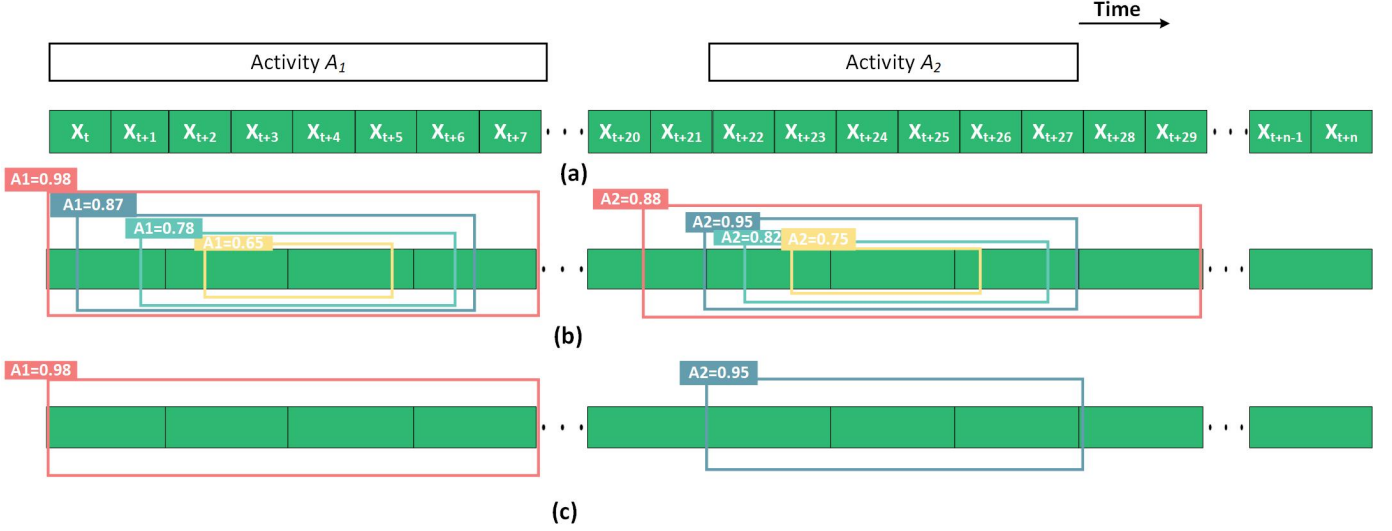 Time
Activity A1
Activity A2
Xt Xt+1 Xt+2 Xt+3 Xt+4 Xt+5 Xt+6 Xt+7 . . . Xt+20 Xt+21 Xt+22 Xt+23 Xt+24 Xt+25 Xt+26 Xt+27 Xt+28 Xt+29 . . . Xt+n-1 Xt+n
(a)
A1=0.98
A1=0.87
A1=0.78
A1=0.65
A2=0.88
A2=0.95
A2=0.82
A2=0.75
. . .
. . .
(b)
A1=0.98
A2=0.95
. . .
. . .
(c)